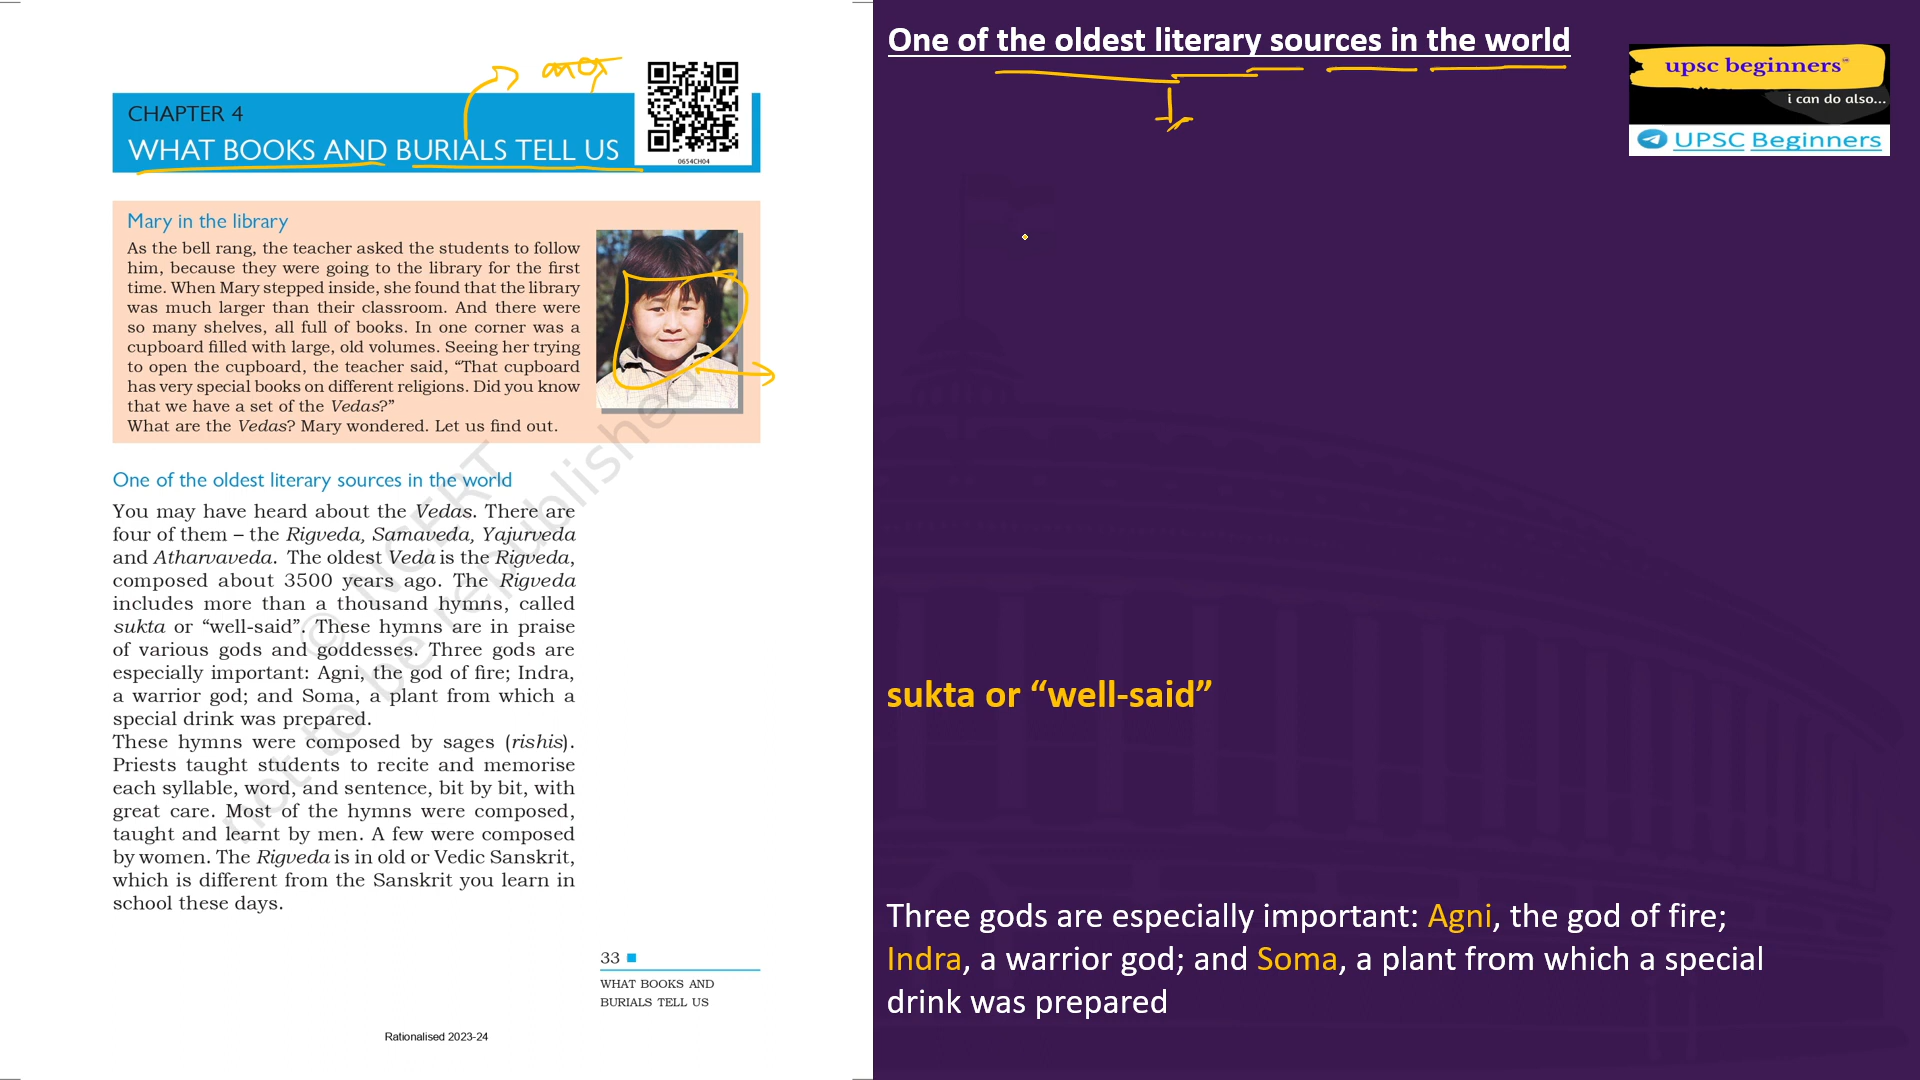 CHAPTER 4
WHAT BOOKS AND BURIALS TELL US
0654CH04
Mary in the library
As the bell rang, the teacher asked the students to follow
him, because they were going to the library for the first
time. When Mary stepped inside, she found that the library
was much larger than their classroom. And there were
so many shelves, all full of books. In one corner was a
cupboard filled with large, old volumes. Seeing her trying
to open the cupboard, the teacher said, “That cupboard
has very special books on different religions. Did you know
that we have a set of the Vedas?”
What are the Vedas? Mary wondered. Let us find out.
One of the oldest literary sources in the world
You may have heard about the Vedas. There are
four of them – the Rigveda, Samaveda, Yajurveda
and Atharvaveda. The oldest Veda is the Rigveda,
composed about 3500 years ago. The Rigveda
includes more than a thousand hymns, called
sukta or “well-said”. These hymns are in praise
of various gods and goddesses. Three gods are
especially important: Agni, the god of fire; Indra,
a warrior god; and Soma, a plant from which a
special drink was prepared.
These hymns were composed by sages (rishis).
Priests taught students to recite and memorise
each syllable, word, and sentence, bit by bit, with
great care. Most of the hymns were composed,
taught and learnt by men. A few were composed
by women. The Rigveda is in old or Vedic Sanskrit,
which is different from the Sanskrit you learn in
school these days.
© NCERT
not to be republished
33
WHAT BOOKS AND
BURIALS TELL US
Rationalised 2023-24
One of the oldest literary sources in the world
upsc beginners
i can do also...
UPSC Beginners
sukta or “well-said”
Three gods are especially important: Agni, the god of fire;
Indra, a warrior god; and Soma, a plant from which a special
drink was prepared